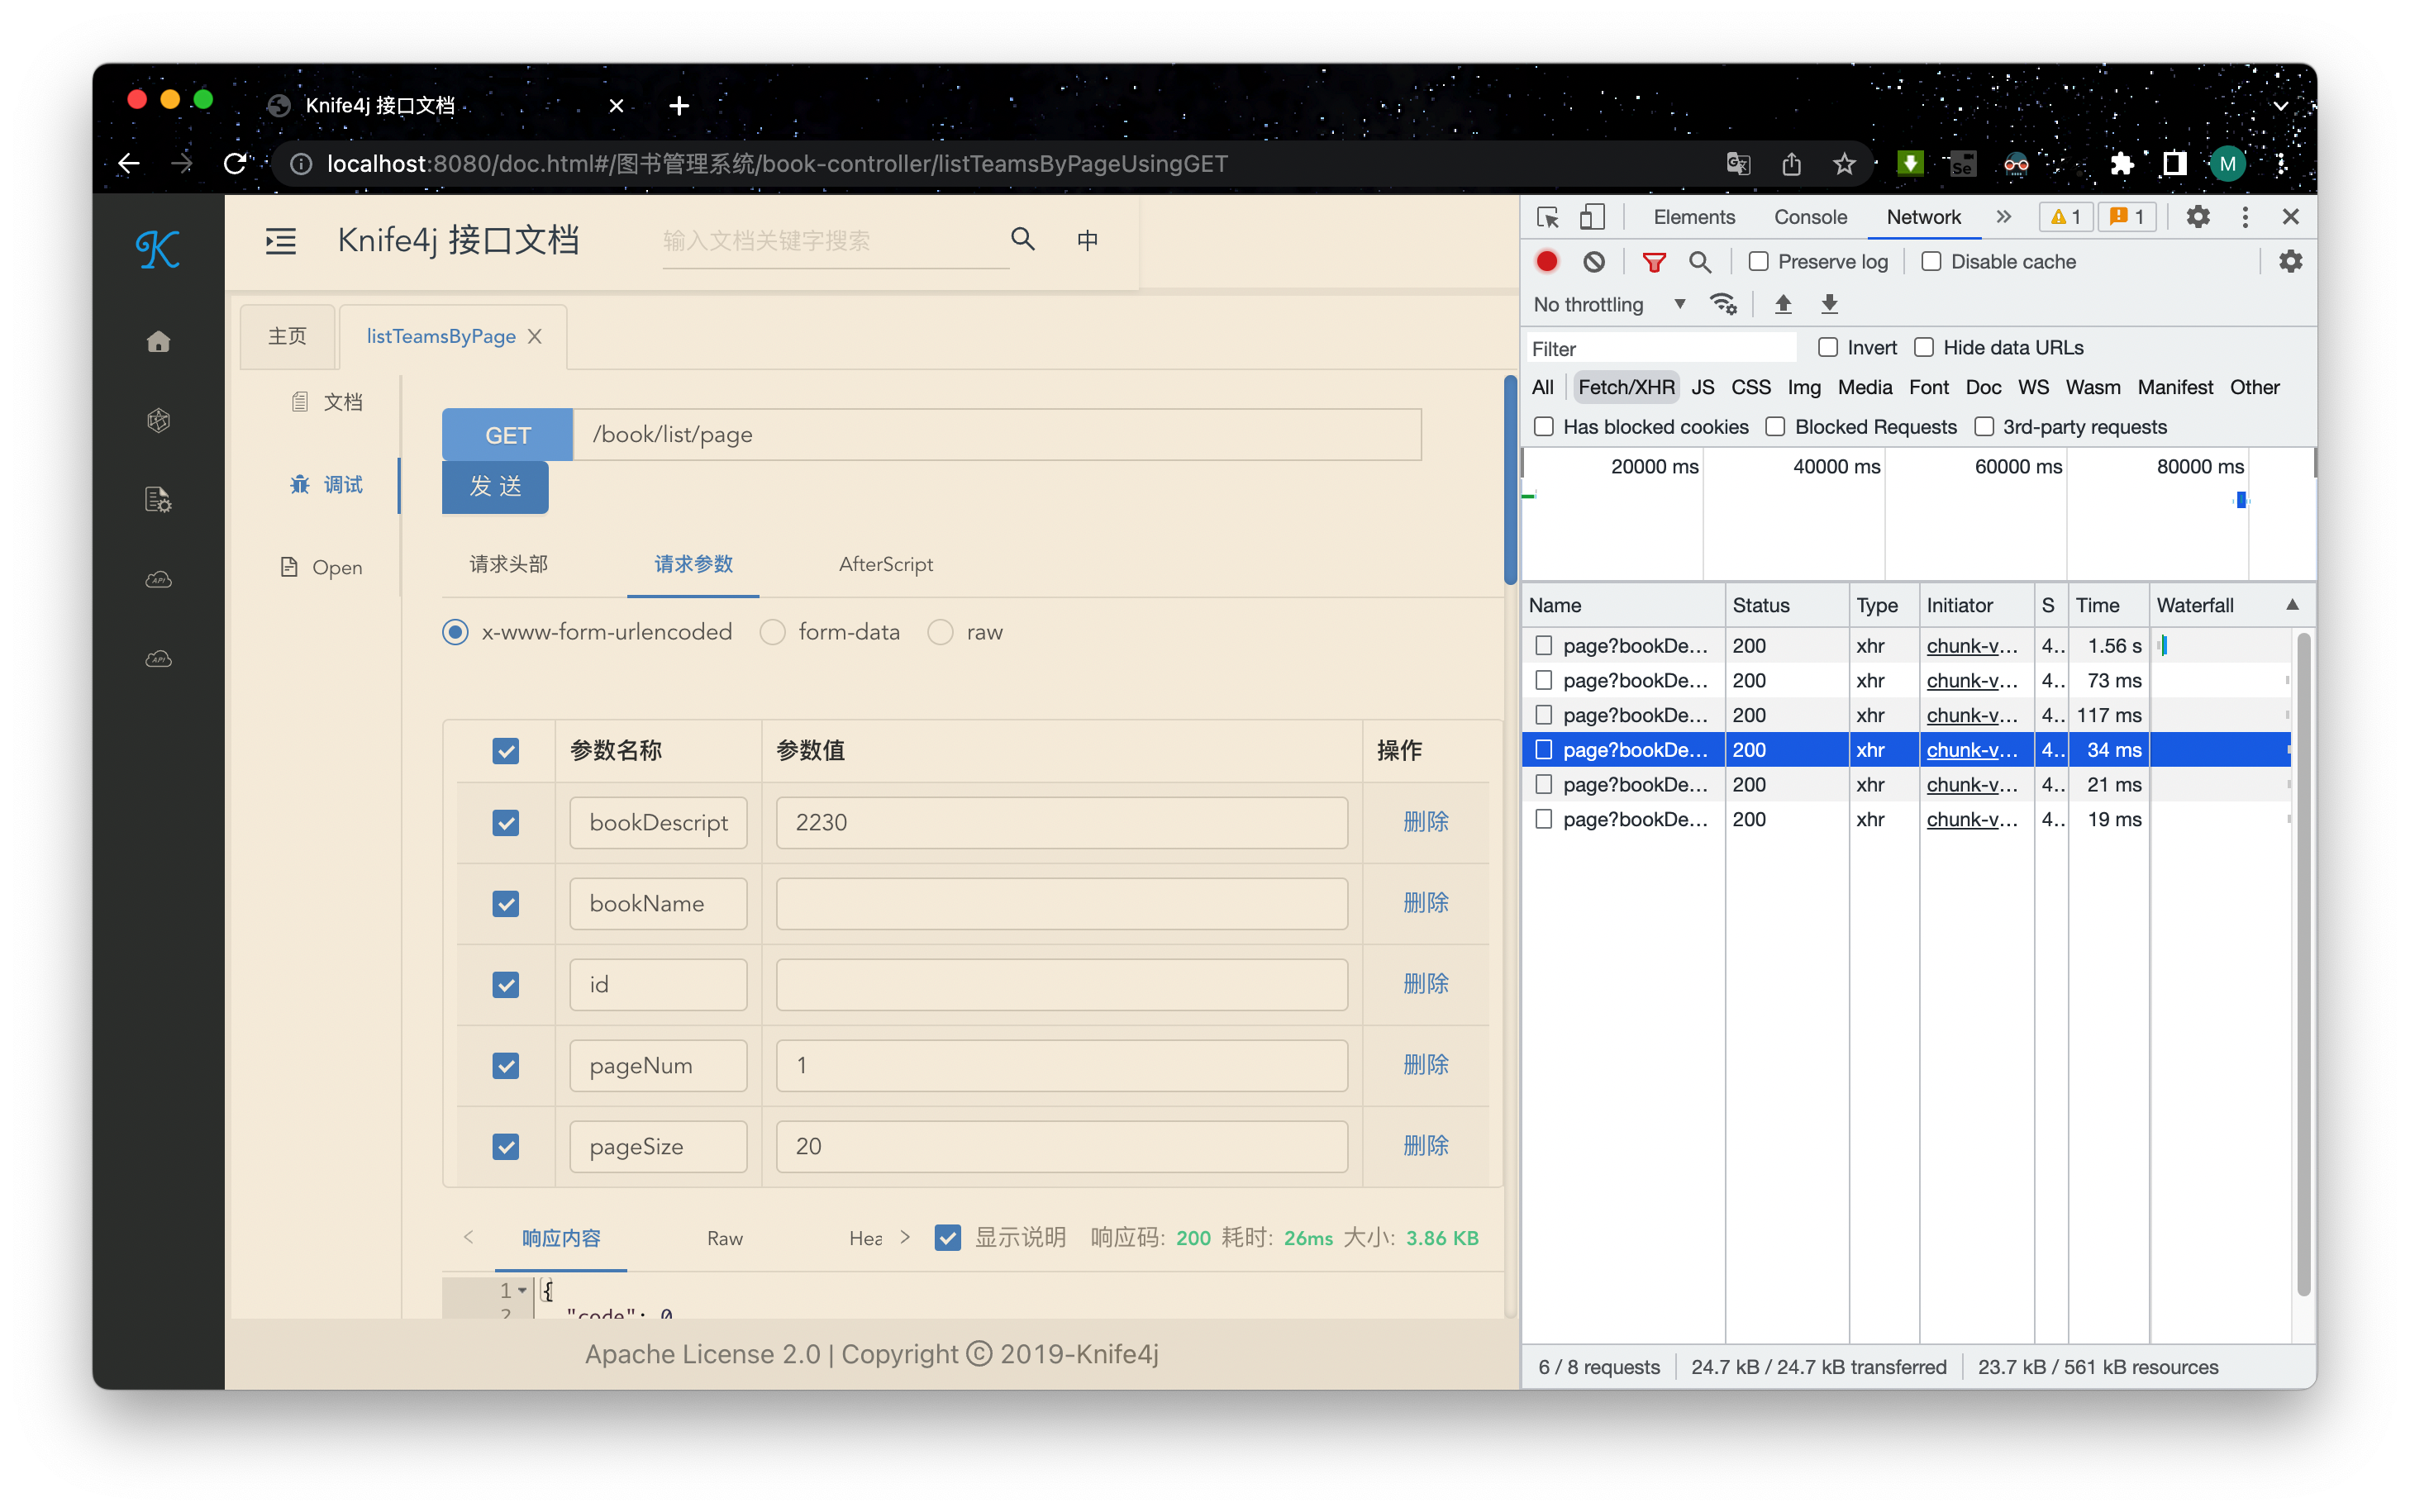 Knife4j 接口文档
localhost:8080/doc.html#/图书管理系统/book-controller/listTeamsByPageUsingGET
Se
M
K
Knife4j 接口文档
输入文档关键字搜索
中
主页
listTeamsByPage
文档
调试
Open
GET
/book/list/page
发 送
请求头部 请求参数 AfterScript
x-www-form-urlencoded form-data raw
参数名称 参数值 操作
bookDescript 2230 删除
bookName 删除
id 删除
pageNum 1 删除
pageSize 20 删除
响应内容 Raw Hea 显示说明 响应码: 200 耗时: 26ms 大小: 3.86 KB
1 {
2 "code": 0
Apache License 2.0 | Copyright © 2019-Knife4j
Elements Console Network » 1 1
Preserve log Disable cache
No throttling
Filter Invert Hide data URLs
All Fetch/XHR JS CSS Img Media Font Doc WS Wasm Manifest Other
Has blocked cookies Blocked Requests 3rd-party requests
20000 ms 40000 ms 60000 ms 80000 ms
Name Status Type Initiator S Time Waterfall
page?bookDe... 200 xhr chunk-v... 4.. 1.56 s
page?bookDe... 200 xhr chunk-v... 4.. 73 ms
page?bookDe... 200 xhr chunk-v... 4.. 117 ms
page?bookDe... 200 xhr chunk-v... 4.. 34 ms
page?bookDe... 200 xhr chunk-v... 4.. 21 ms
page?bookDe... 200 xhr chunk-v... 4.. 19 ms
6 / 8 requests 24.7 kB / 24.7 kB transferred 23.7 kB / 561 kB resources